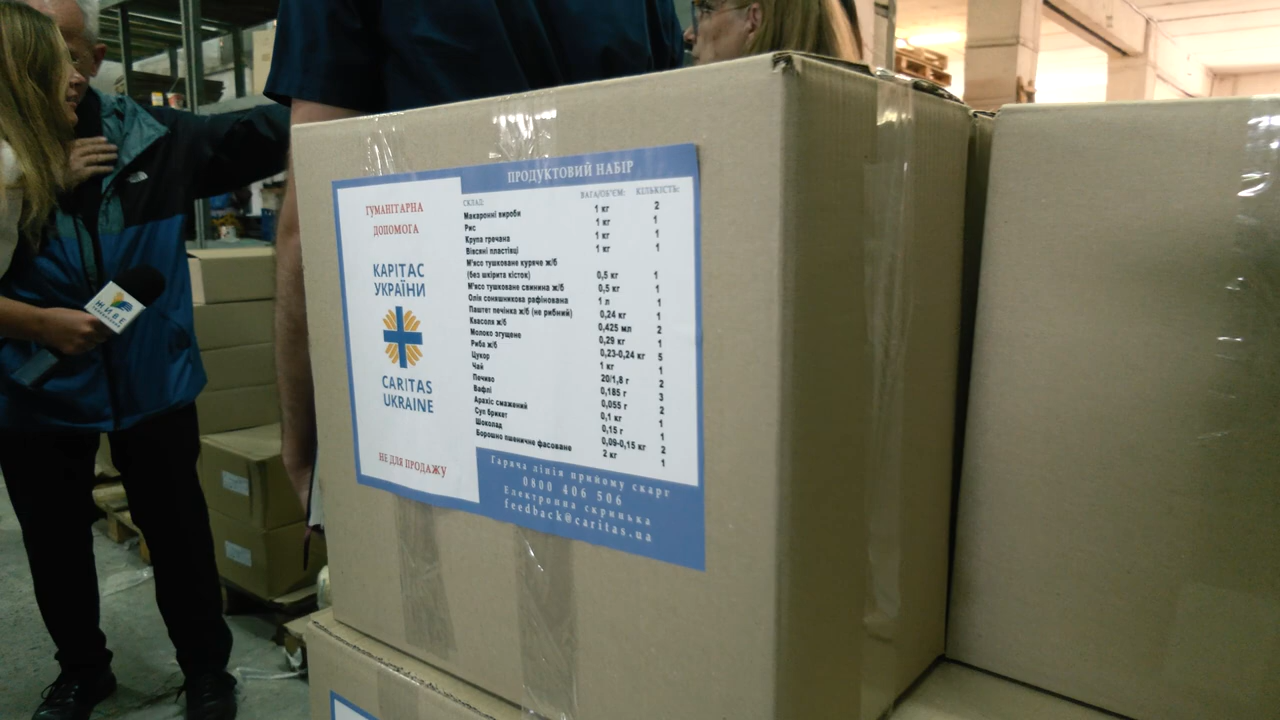 ПРОДУКТОВИЙ НАБІР
ГУМАНІТАРНА
ДОПОМОГА
КАРІТАС
УКРАЇНИ
CARITAS
UKRAINE
НЕ ДЛЯ ПРОДАЖУ
СКЛАД: ВАГА/ОБ'ЄМ: КІЛЬКІСТЬ:
Макаронні вироби 1 кг 2
Рис 1 кг 1
Крупа гречана 1 кг 1
Вівсяні пластівці 1 кг 1
М'ясо тушковане куряче ж/б
(без шкірита кісток) 0,5 кг 1
М'ясо тушковане свинина ж/б 0,5 кг 1
Олія соняшникова рафінована 1 л 1
Паштет печінка ж/б (не рибний) 0,24 кг 1
Квасоля ж/б 0,425 мл 2
Молоко згущене 0,29 кг 1
Риба ж/б 0,23-0,24 кг 5
Цукор 1 кг 1
Чай 20/1,8 г 2
Печиво 0,185 г 3
Вафлі 0,055 г 2
Арахіс смажений 0,1 кг 1
Суп брикет 0,15 г 1
Шоколад 0,09-0,15 кг 2
Борошно пшеничне фасоване 2 кг 1
Гаряча лінія прийому скарг
0800 406 506
Електронна скринька
feedback@caritas.ua
ЖИВЕ